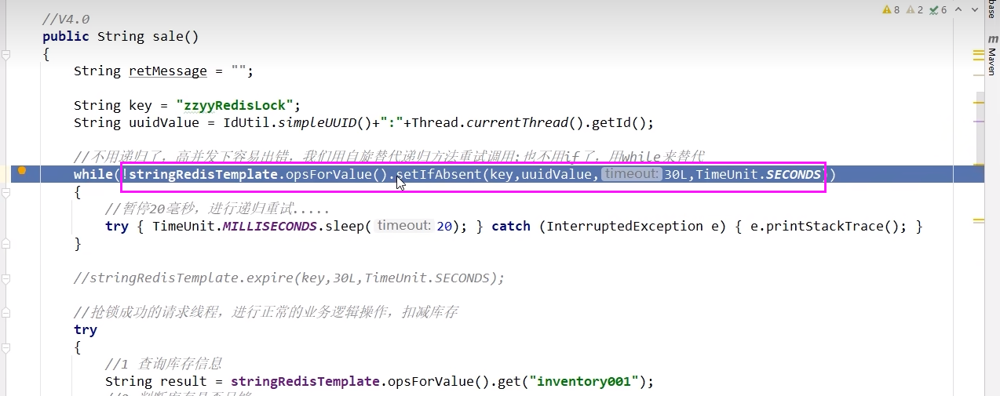 8 2 6
base
Maven
//V4.0
public String sale()
{
String retMessage = "";
String key = "zzyyRedisLock";
String uuidValue = IdUtil.simpleUUID()+":"+Thread.currentThread().getId();
//不用递归了，高并发下容易出错，我们用自旋替代递归方法重试调用;也不用if了，用while来替代
while(!stringRedisTemplate.opsForValue().setIfAbsent(key,uuidValue, timeout: 30L,TimeUnit.SECONDS))
{
//暂停20毫秒，进行递归重试.....
try { TimeUnit.MILLISECONDS.sleep( timeout: 20); } catch (InterruptedException e) { e.printStackTrace(); }
}
//stringRedisTemplate.expire(key,30L,TimeUnit.SECONDS);
//抢锁成功的请求线程，进行正常的业务逻辑操作，扣减库存
try
{
//1 查询库存信息
String result = stringRedisTemplate.opsForValue().get("inventory001");